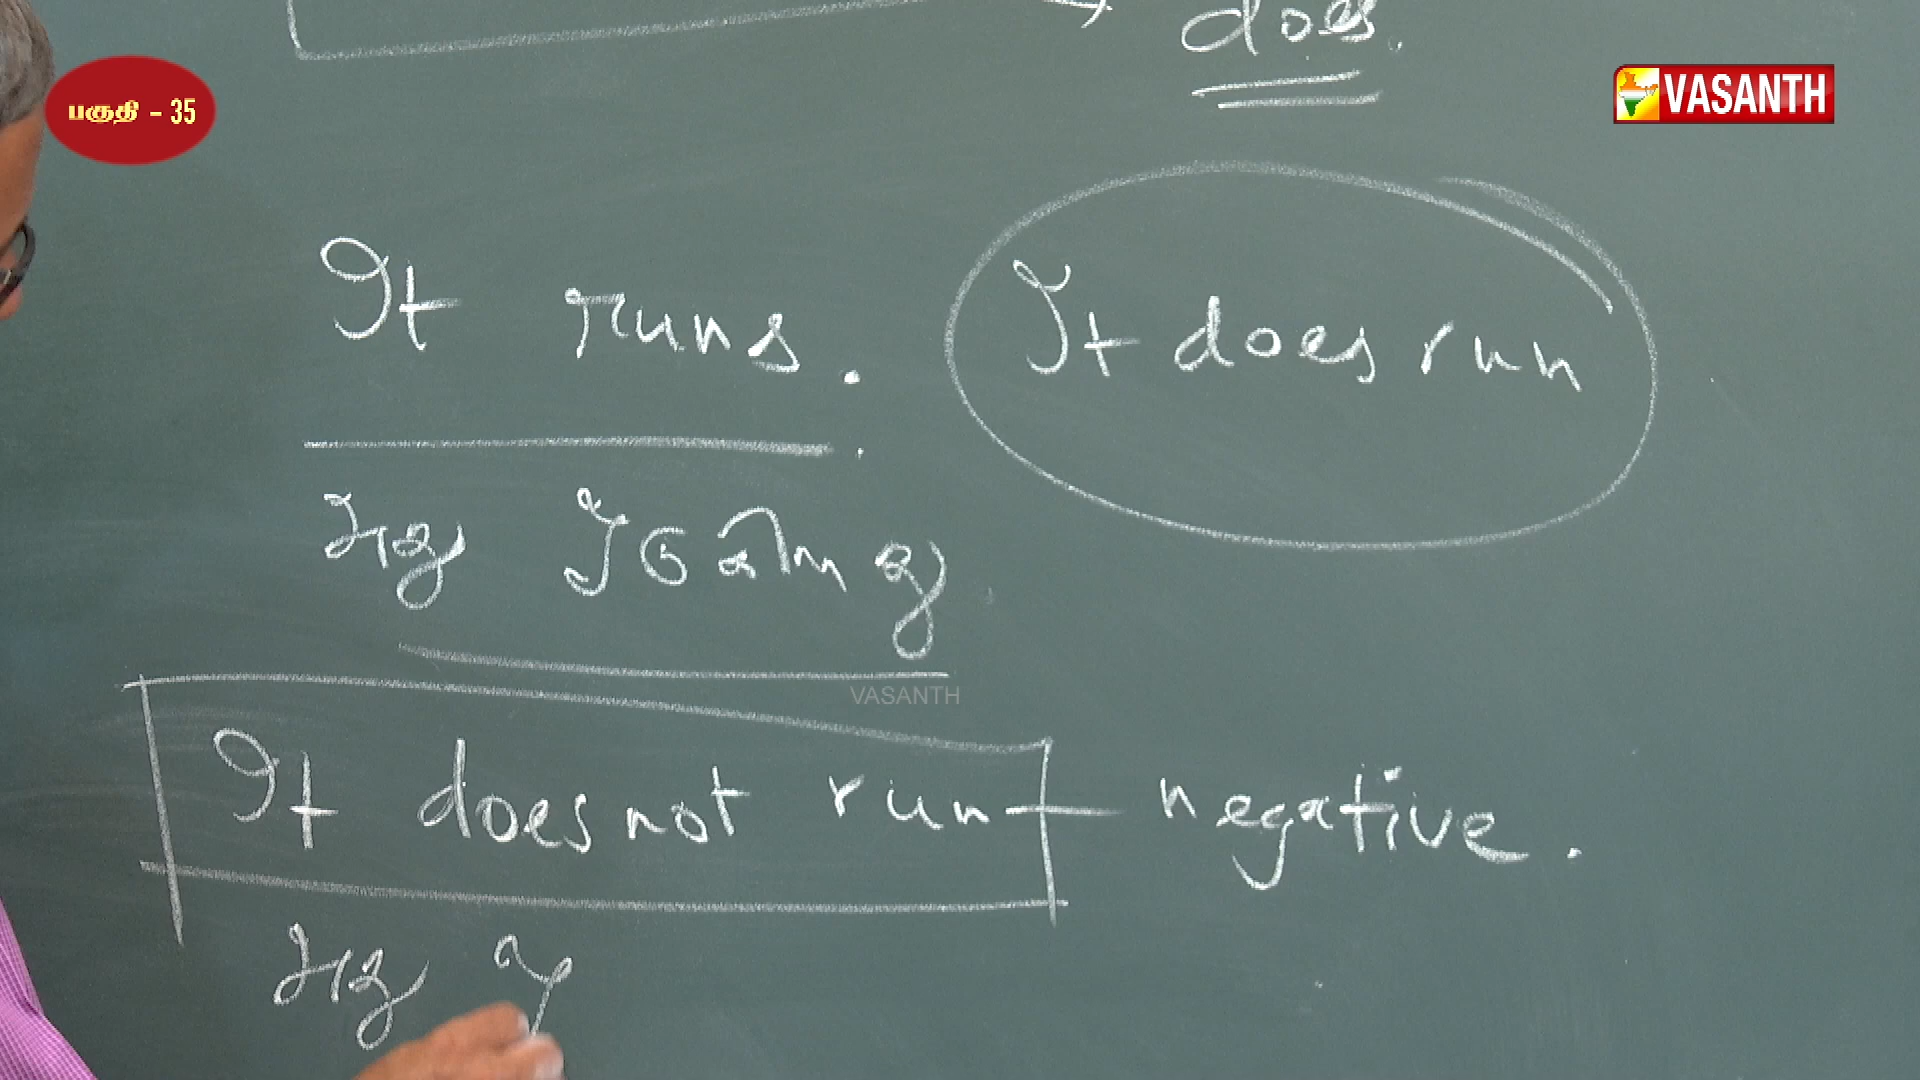 does.
பகுதி - 35
VASANTH
It runs.
It does run
அது ஓடுகிறது
VASANTH
It does not run - negative.
அது ஓ